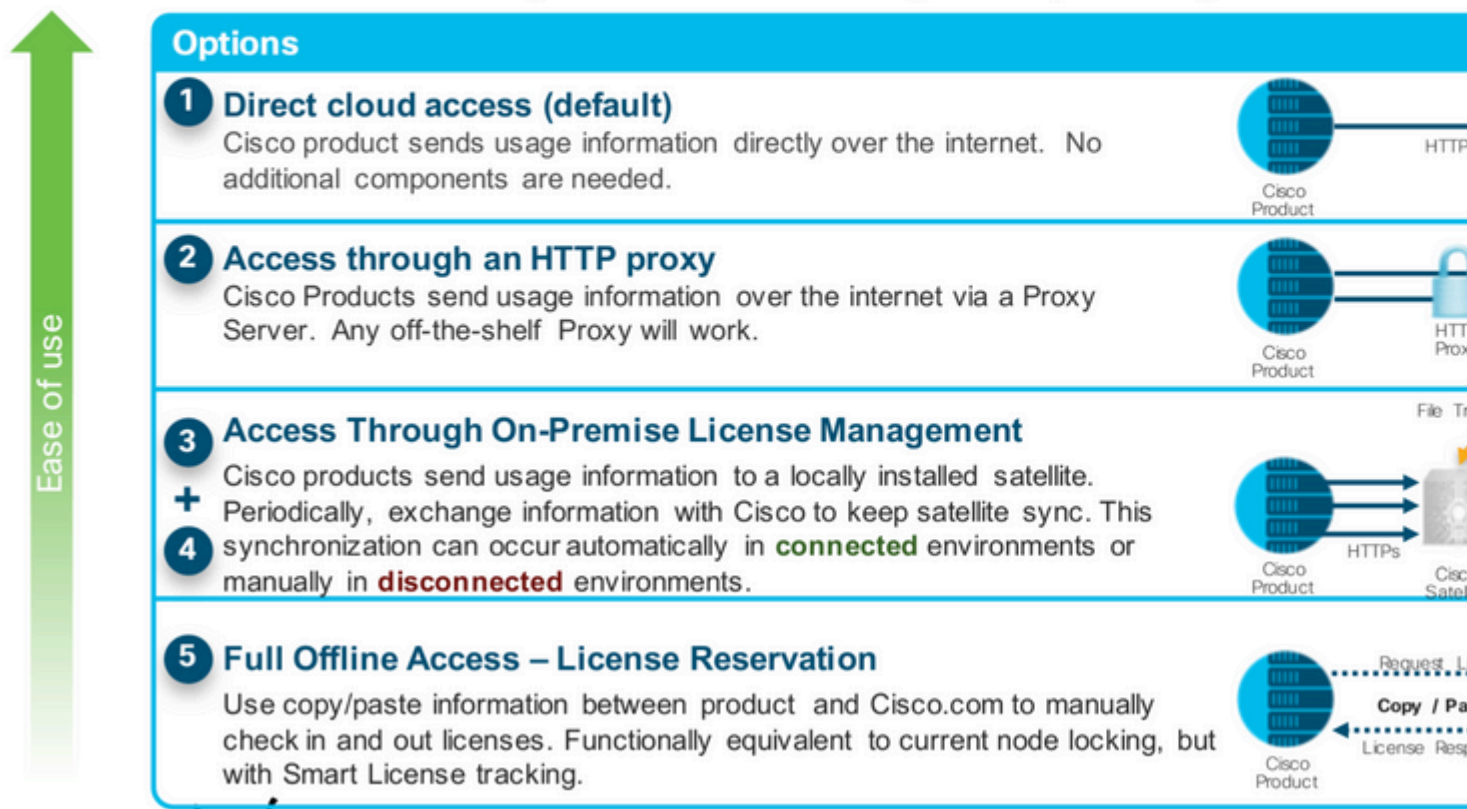 Ease of use
Options
1 Direct cloud access (default)
Cisco product sends usage information directly over the internet. No
additional components are needed.
Cisco
Product
2 Access through an HTTP proxy
Cisco Products send usage information over the internet via a Proxy
Server. Any off-the-shelf Proxy will work.
Cisco
Product
3 Access Through On-Premise License Management
+
4
Cisco products send usage information to a locally installed satellite.
Periodically, exchange information with Cisco to keep satellite sync. This
synchronization can occur automatically in connected environments or
manually in disconnected environments.
File
HTTPs
Cisco
Product
5 Full Offline Access – License Reservation
Use copy/paste information between product and Cisco.com to manually
check in and out licenses. Functionally equivalent to current node locking, but
with Smart License tracking.
Request
Copy /
License
Cisco
Product